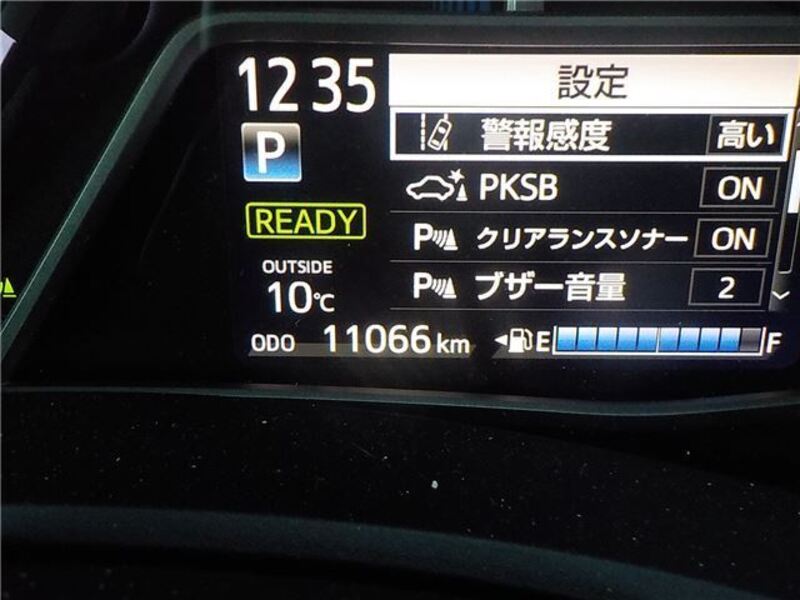 12 35
P
READY
OUTSIDE
10℃
ODO 11066 km
設定
警報感度 高い
PKSB ON
P クリアランスソナー ON
P ブザー音量 2
E F